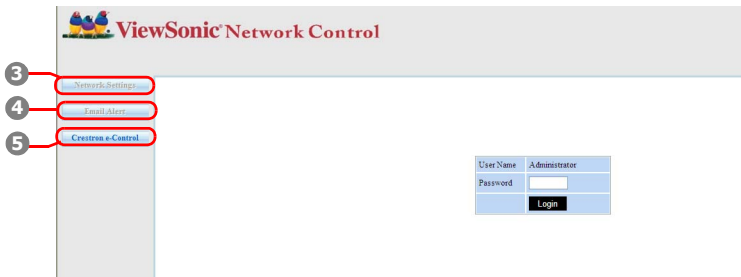 ViewSonic® Network Control
3
Network Settings
4
Email Alert
5
Crestron e-Control
User Name Administrator
Password
Login